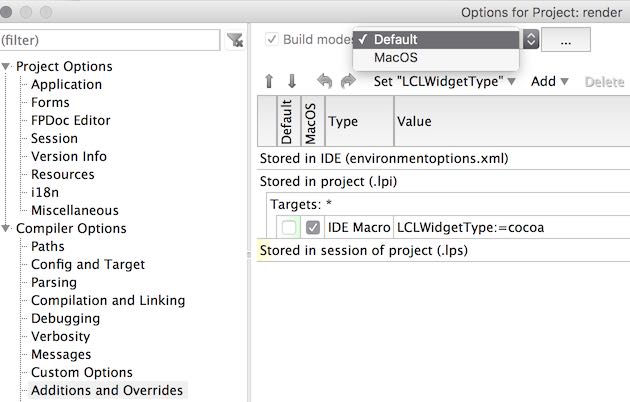 Options for Project: render
(filter)
Build modes
✓ Default
MacOS
...
Set "LCLWidgetType"
Add
Delete
Default
MacOS
Type
Value
Stored in IDE (environmentoptions.xml)
Stored in project (.lpi)
Targets: *
IDE Macro
LCLWidgetType:=cocoa
Stored in session of project (.lps)
Project Options
Application
Forms
FPDoc Editor
Session
Version Info
Resources
i18n
Miscellaneous
Compiler Options
Paths
Config and Target
Parsing
Compilation and Linking
Debugging
Verbosity
Messages
Custom Options
Additions and Overrides